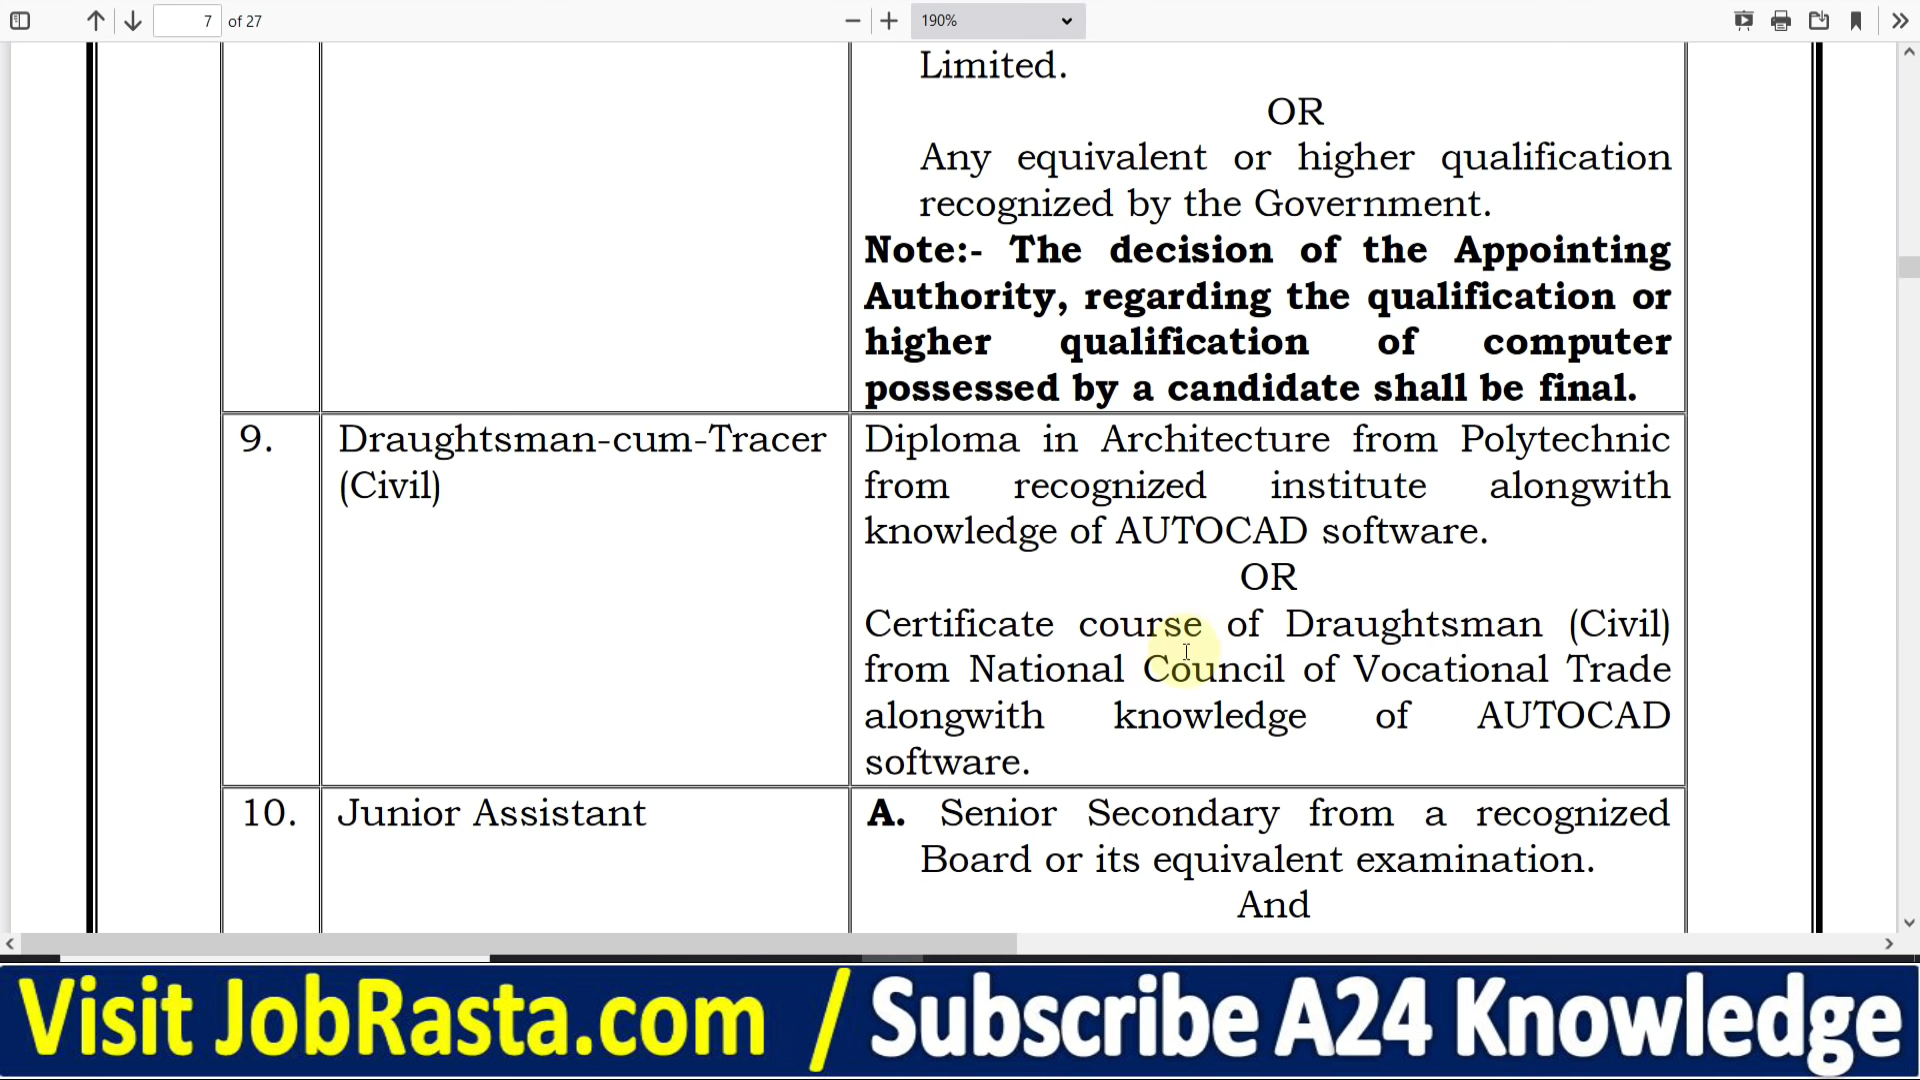 7 of 27
190%
Limited.
OR
Any equivalent or higher qualification
recognized by the Government.
Note:- The decision of the Appointing
Authority, regarding the qualification or
higher qualification of computer
possessed by a candidate shall be final.
9. Draughtsman-cum-Tracer
(Civil)
Diploma in Architecture from Polytechnic
from recognized institute alongwith
knowledge of AUTOCAD software.
OR
Certificate course of Draughtsman (Civil)
from National Council of Vocational Trade
alongwith knowledge of AUTOCAD
software.
10. Junior Assistant
A. Senior Secondary from a recognized
Board or its equivalent examination.
And
Visit JobRasta.com / Subscribe A24 Knowledge